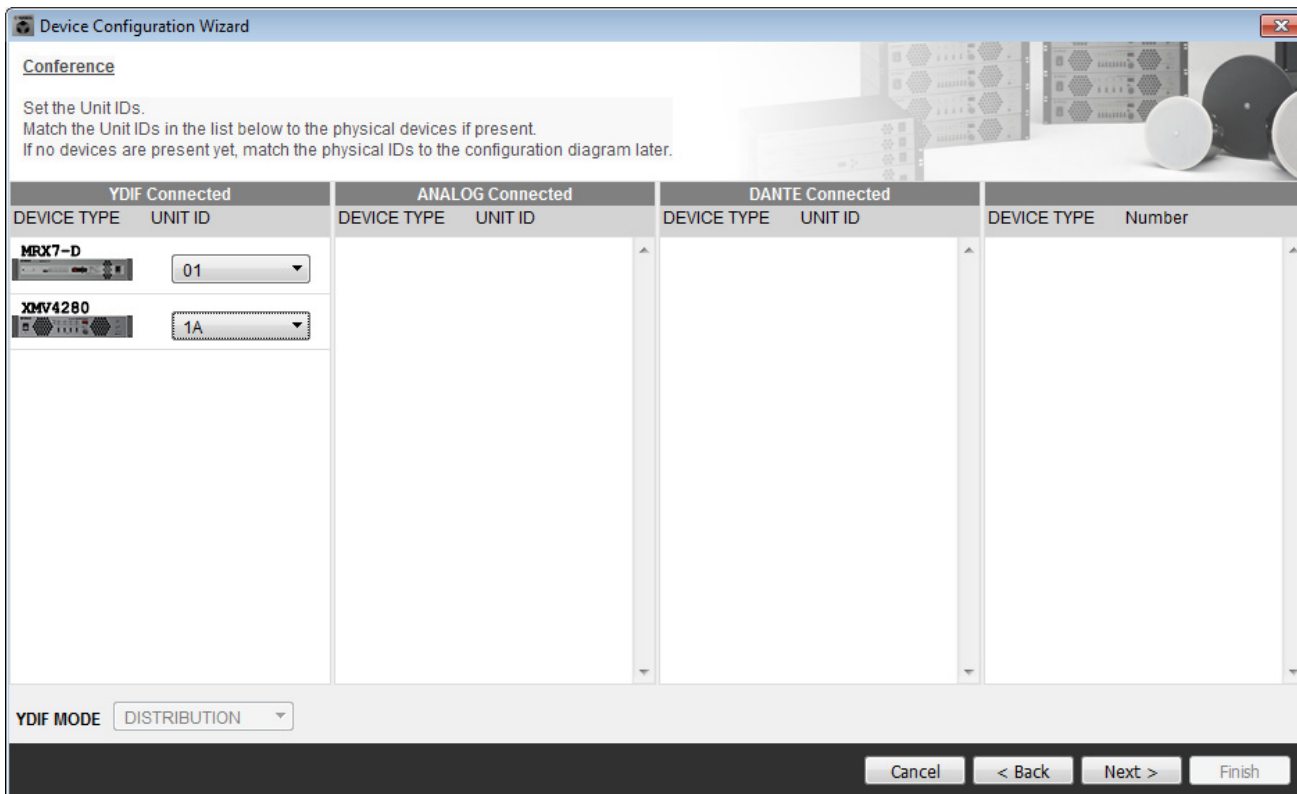 Device Configuration Wizard
Conference
Set the Unit IDs.
Match the Unit IDs in the list below to the physical devices if present.
If no devices are present yet, match the physical IDs to the configuration diagram later.
YDIF Connected
ANALOG Connected
DANTE Connected
DEVICE TYPE UNIT ID
DEVICE TYPE UNIT ID
DEVICE TYPE UNIT ID
DEVICE TYPE Number
MRX7-D
01
XMV4280
1A
YDIF MODE DISTRIBUTION
Cancel
< Back
Next >
Finish